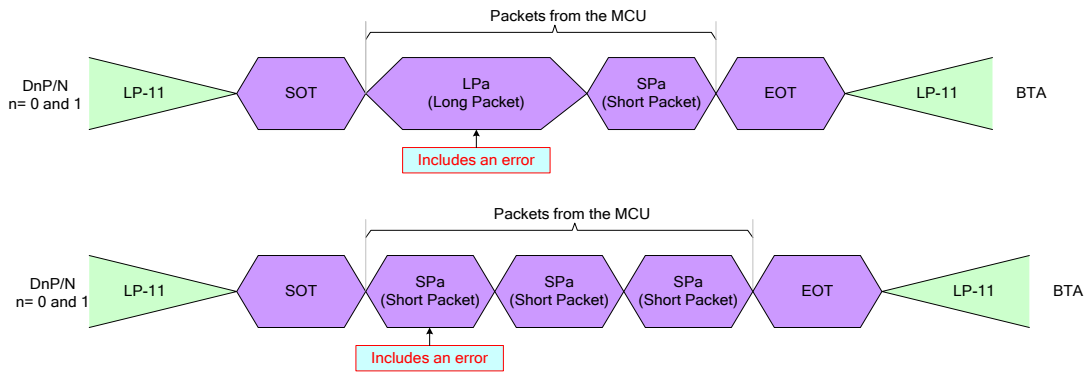 Packets from the MCU
DnP/N
n= 0 and 1
LP-11
SOT
LPa
(Long Packet)
SPa
(Short Packet)
EOT
LP-11
BTA
Includes an error
Packets from the MCU
DnP/N
n= 0 and 1
LP-11
SOT
SPa
(Short Packet)
SPa
(Short Packet)
SPa
(Short Packet)
EOT
LP-11
BTA
Includes an error